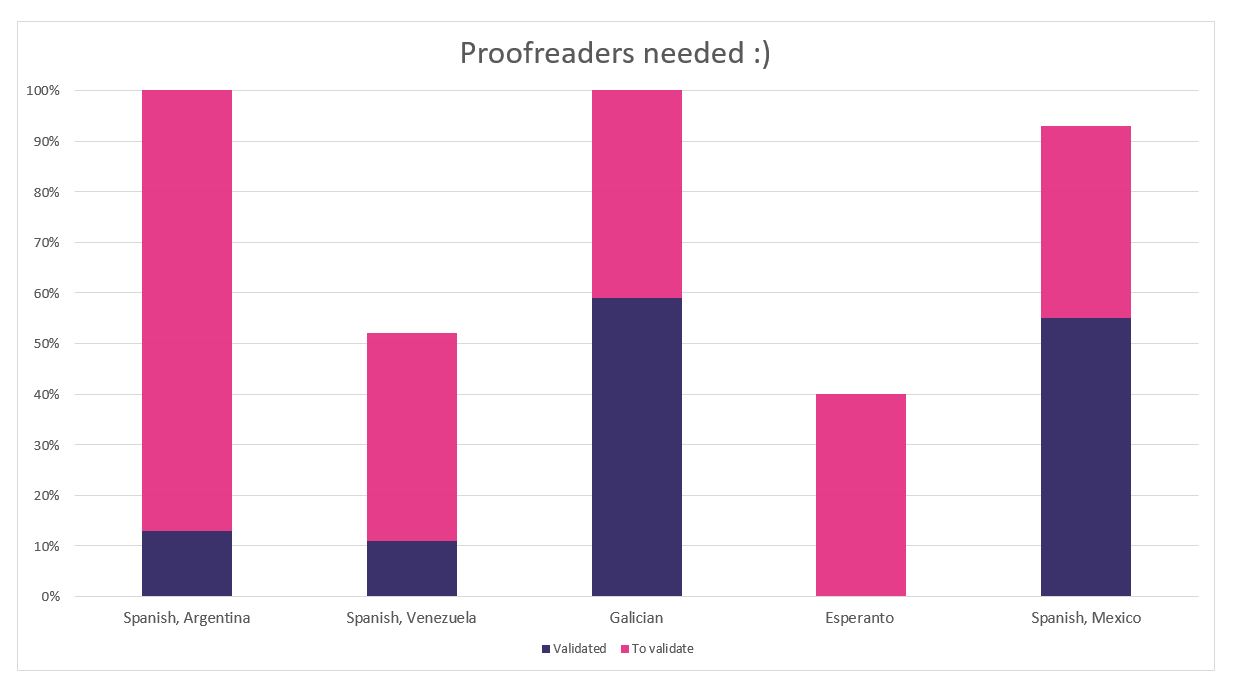 Proofreaders needed :)
100%
90%
80%
70%
60%
50%
40%
30%
20%
10%
0%
Spanish, Argentina
Spanish, Venezuela
Galician
Esperanto
Spanish, Mexico
Validated
To validate